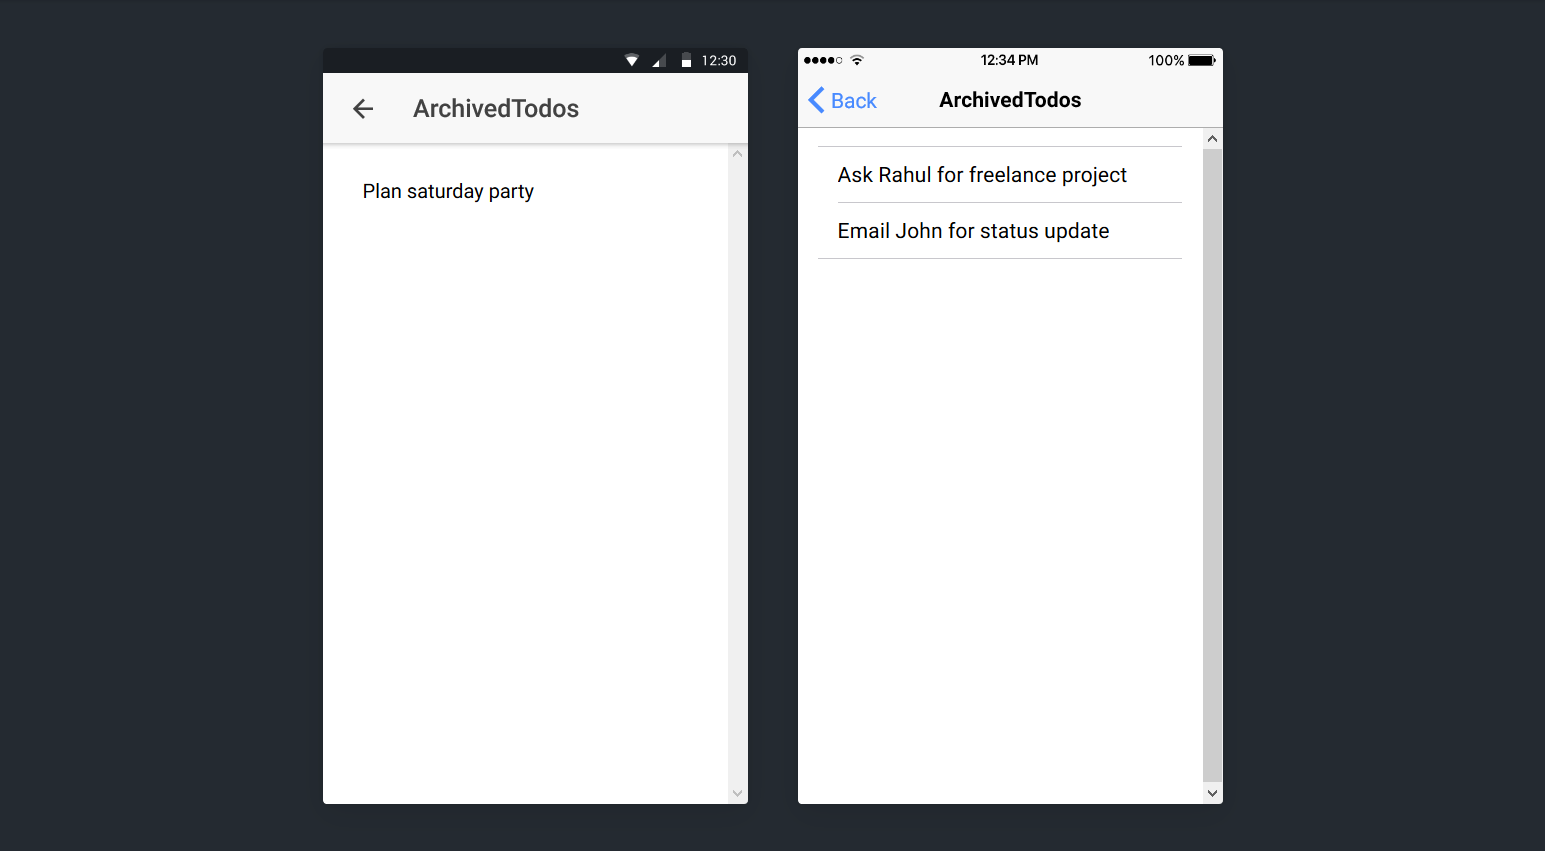 12:30
ArchivedTodos
Plan saturday party
12:34 PM
100%
Back
ArchivedTodos
Ask Rahul for freelance project
Email John for status update